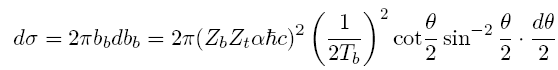 dσ = 2πb_b db_b = 2π(Z_b Z_t αħc)² (1/(2T_b))² cot θ/2 sin⁻² θ/2 · dθ/2